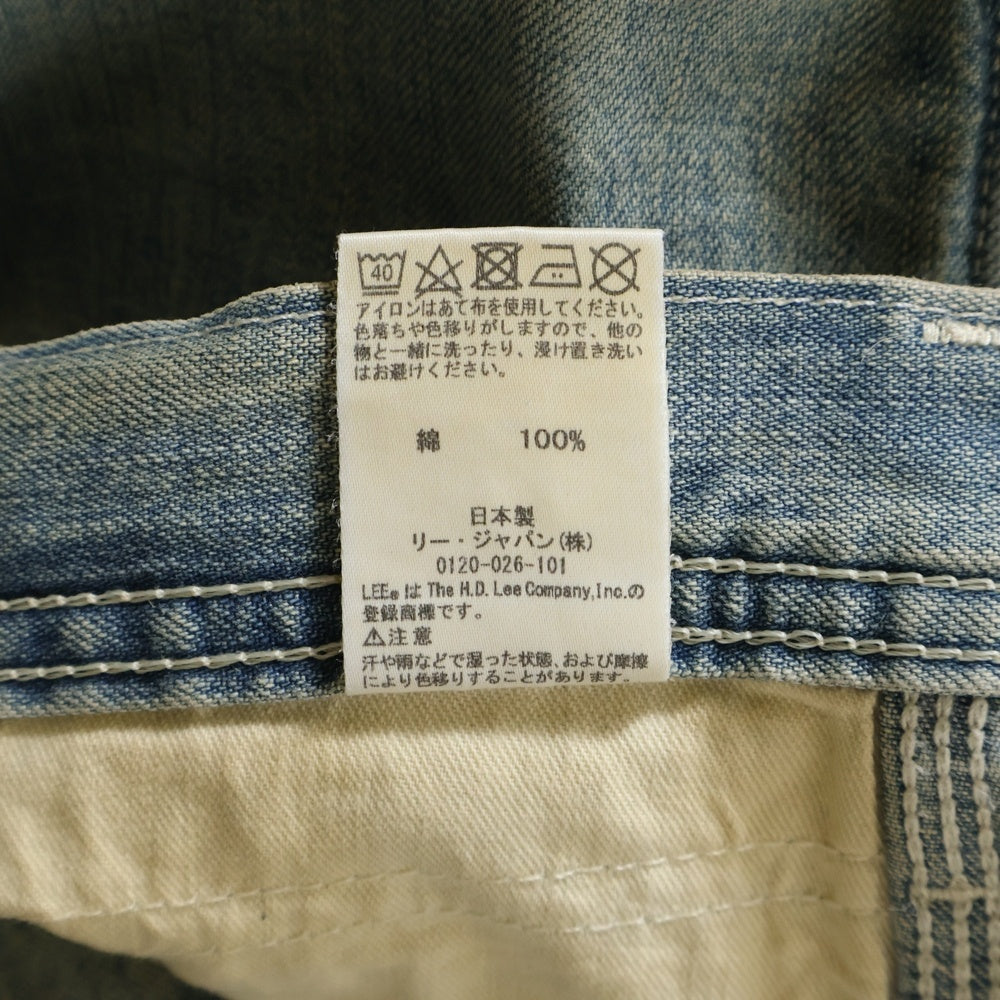 40
アイロンはあて布を使用してください。
色落ちや色移りがしますので、他の
物と一緒に洗ったり、浸け置き洗い
はお避けください。
綿 100%
日本製
リー・ジャパン(株)
0120-026-101
LEE®は The H.D. Lee Company,Inc.の
登録商標です。
⚠注意
汗や雨などで湿った状態、および摩擦
により色移りすることがあります。